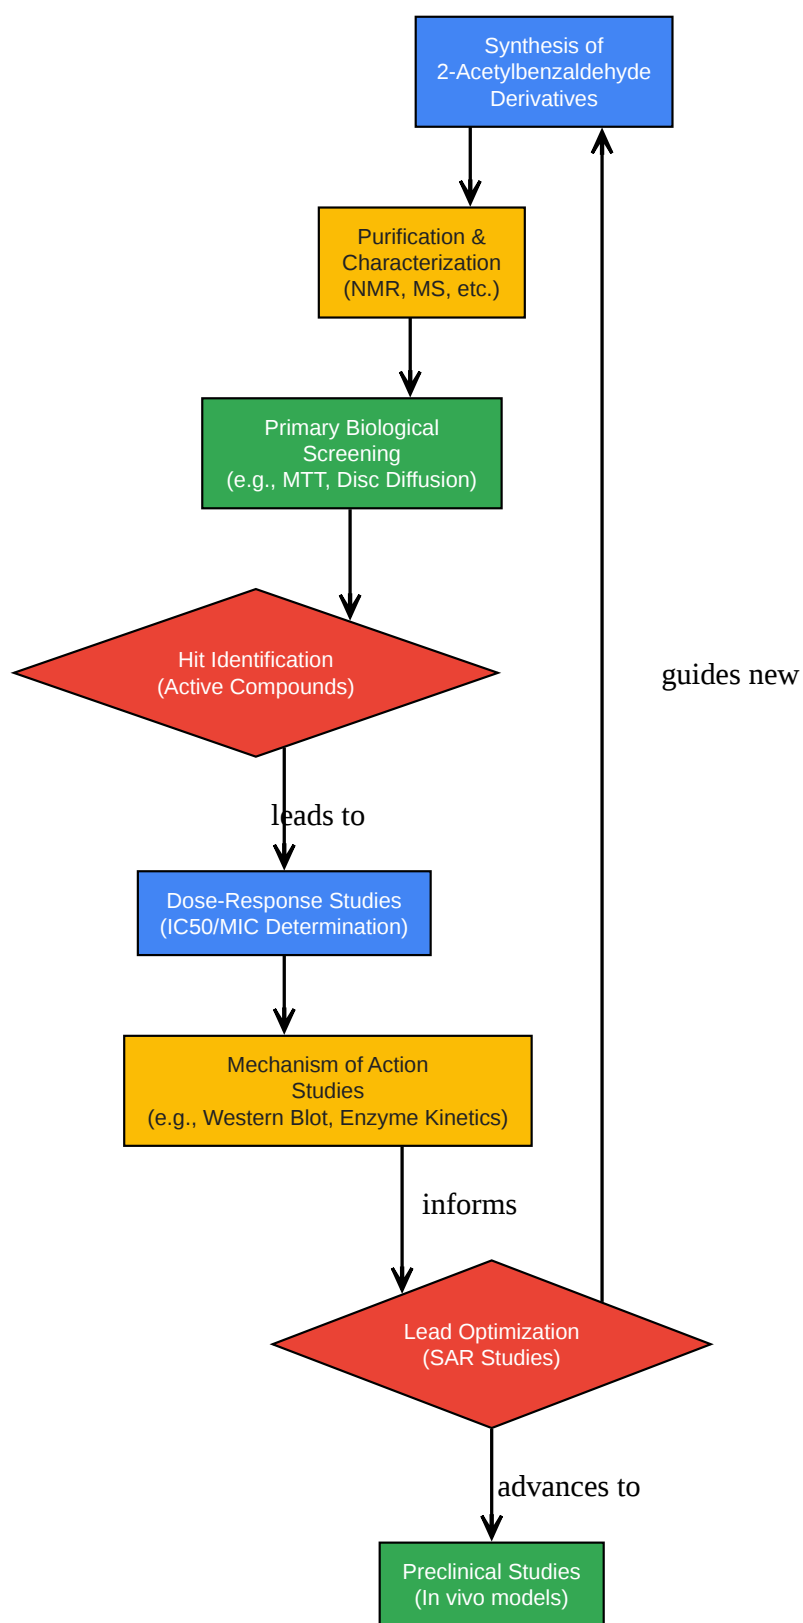 Synthesis of
2-Acetylbenzaldehyde
Derivatives
Purification &
Characterization
(NMR, MS, etc.)
Primary Biological
Screening
(e.g., MTT, Disc Diffusion)
Hit Identification
(Active Compounds)
guides new
leads to
Dose-Response Studies
(IC50/MIC Determination)
Mechanism of Action
Studies
(e.g., Western Blot, Enzyme Kinetics)
informs
Lead Optimization
(SAR Studies)
advances to
Preclinical Studies
(In vivo models)